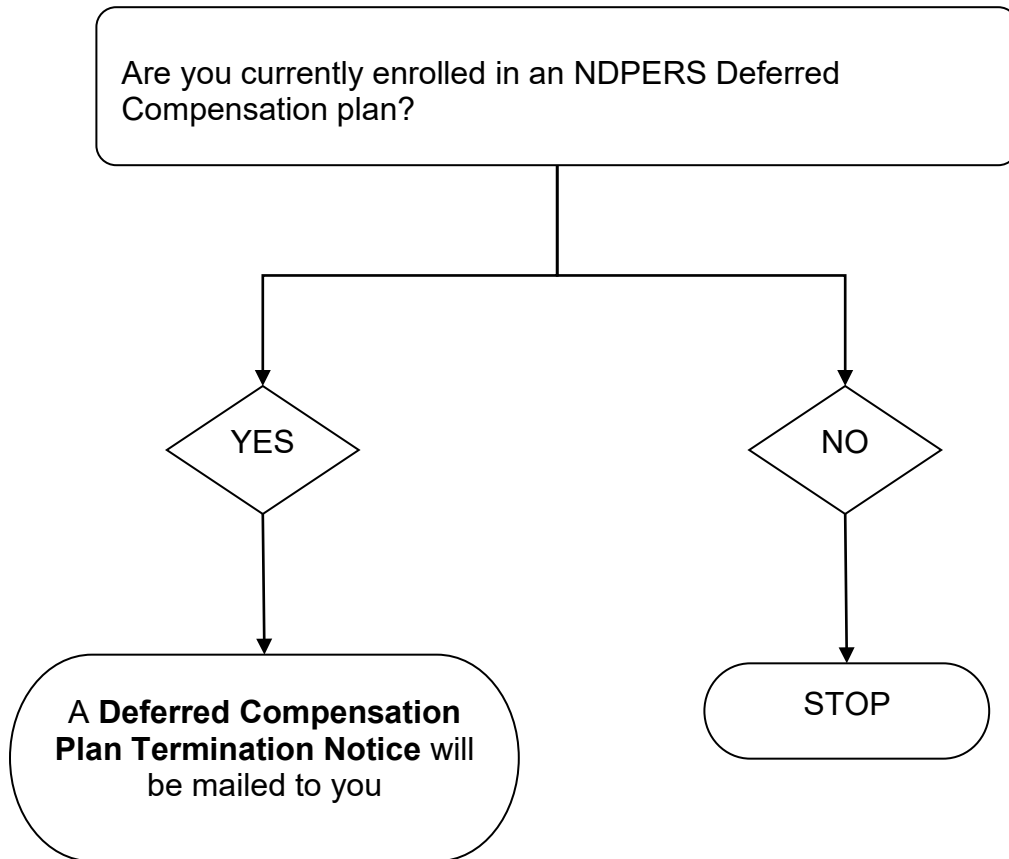 Are you currently enrolled in an NDPERS Deferred
Compensation plan?
YES
NO
A Deferred Compensation
Plan Termination Notice will
be mailed to you
STOP